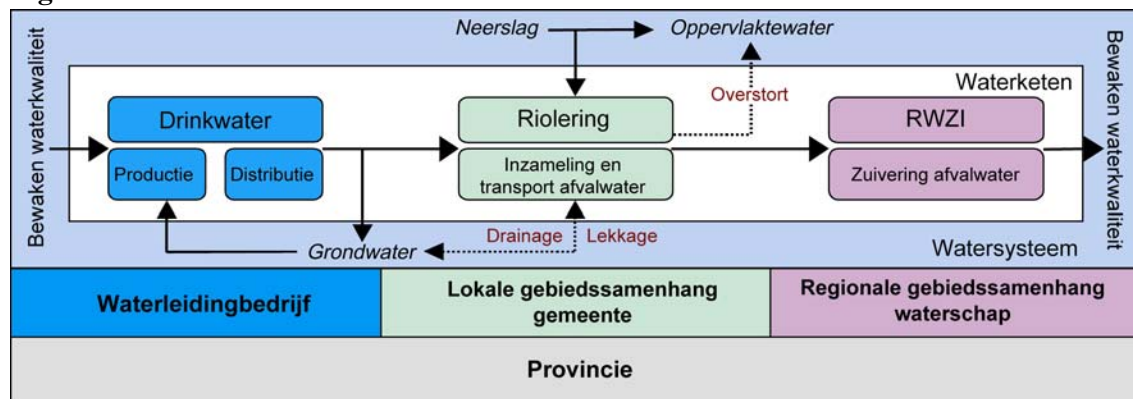 Neerslag
Oppervlaktewater
Bewaken waterkwaliteit
Waterketen
Overstort
Drinkwater
Productie
Distributie
Riolering
Inzameling en
transport afvalwater
RWZI
Zuivering afvalwater
Bewaken waterkwaliteit
Grondwater
Drainage
Lekkage
Watersysteem
Waterleidingbedrijf
Lokale gebiedssamenhang
gemeente
Regionale gebiedssamenhang
waterschap
Provincie